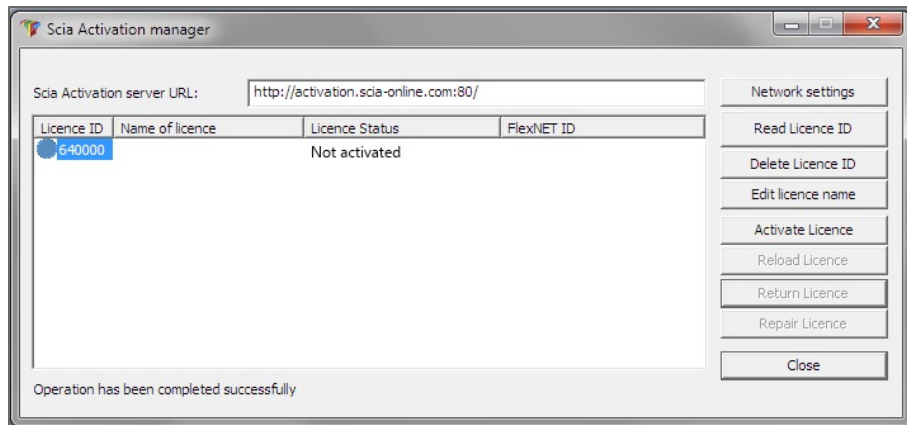 Scia Activation manager
Scia Activation server URL: http://activation.scia-online.com:80/
Network settings
Licence ID Name of licence Licence Status FlexNET ID
Read Licence ID
640000 Not activated
Delete Licence ID
Edit licence name
Activate Licence
Reload Licence
Return Licence
Repair Licence
Close
Operation has been completed successfully